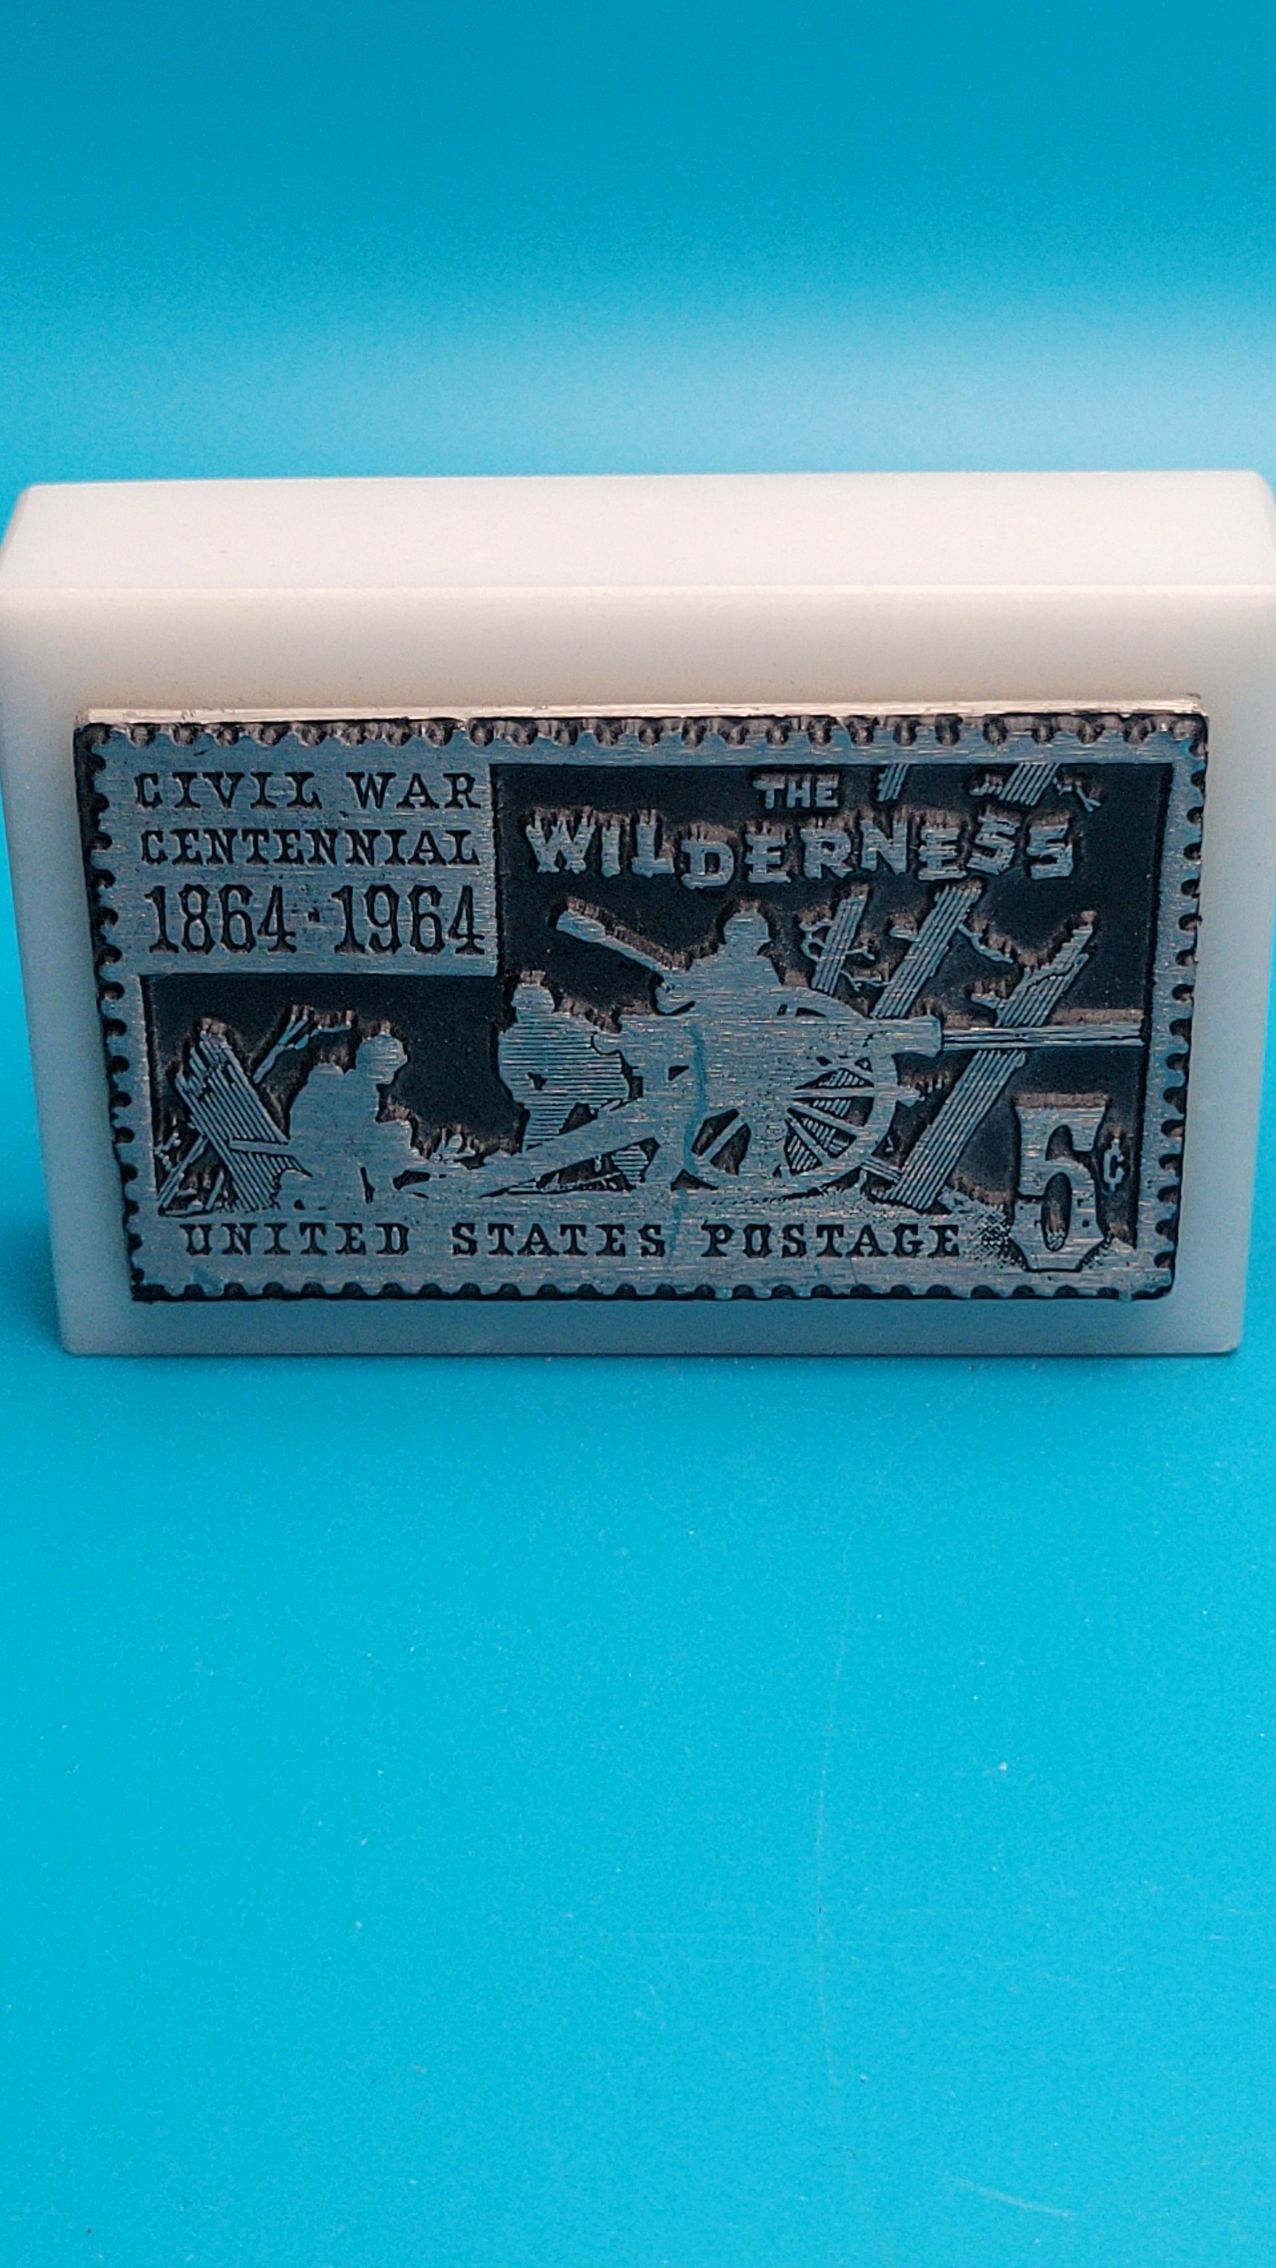 CIVIL WAR
CENTENNIAL
1864-1964
THE
WILDERNESS
5¢
UNITED STATES POSTAGE